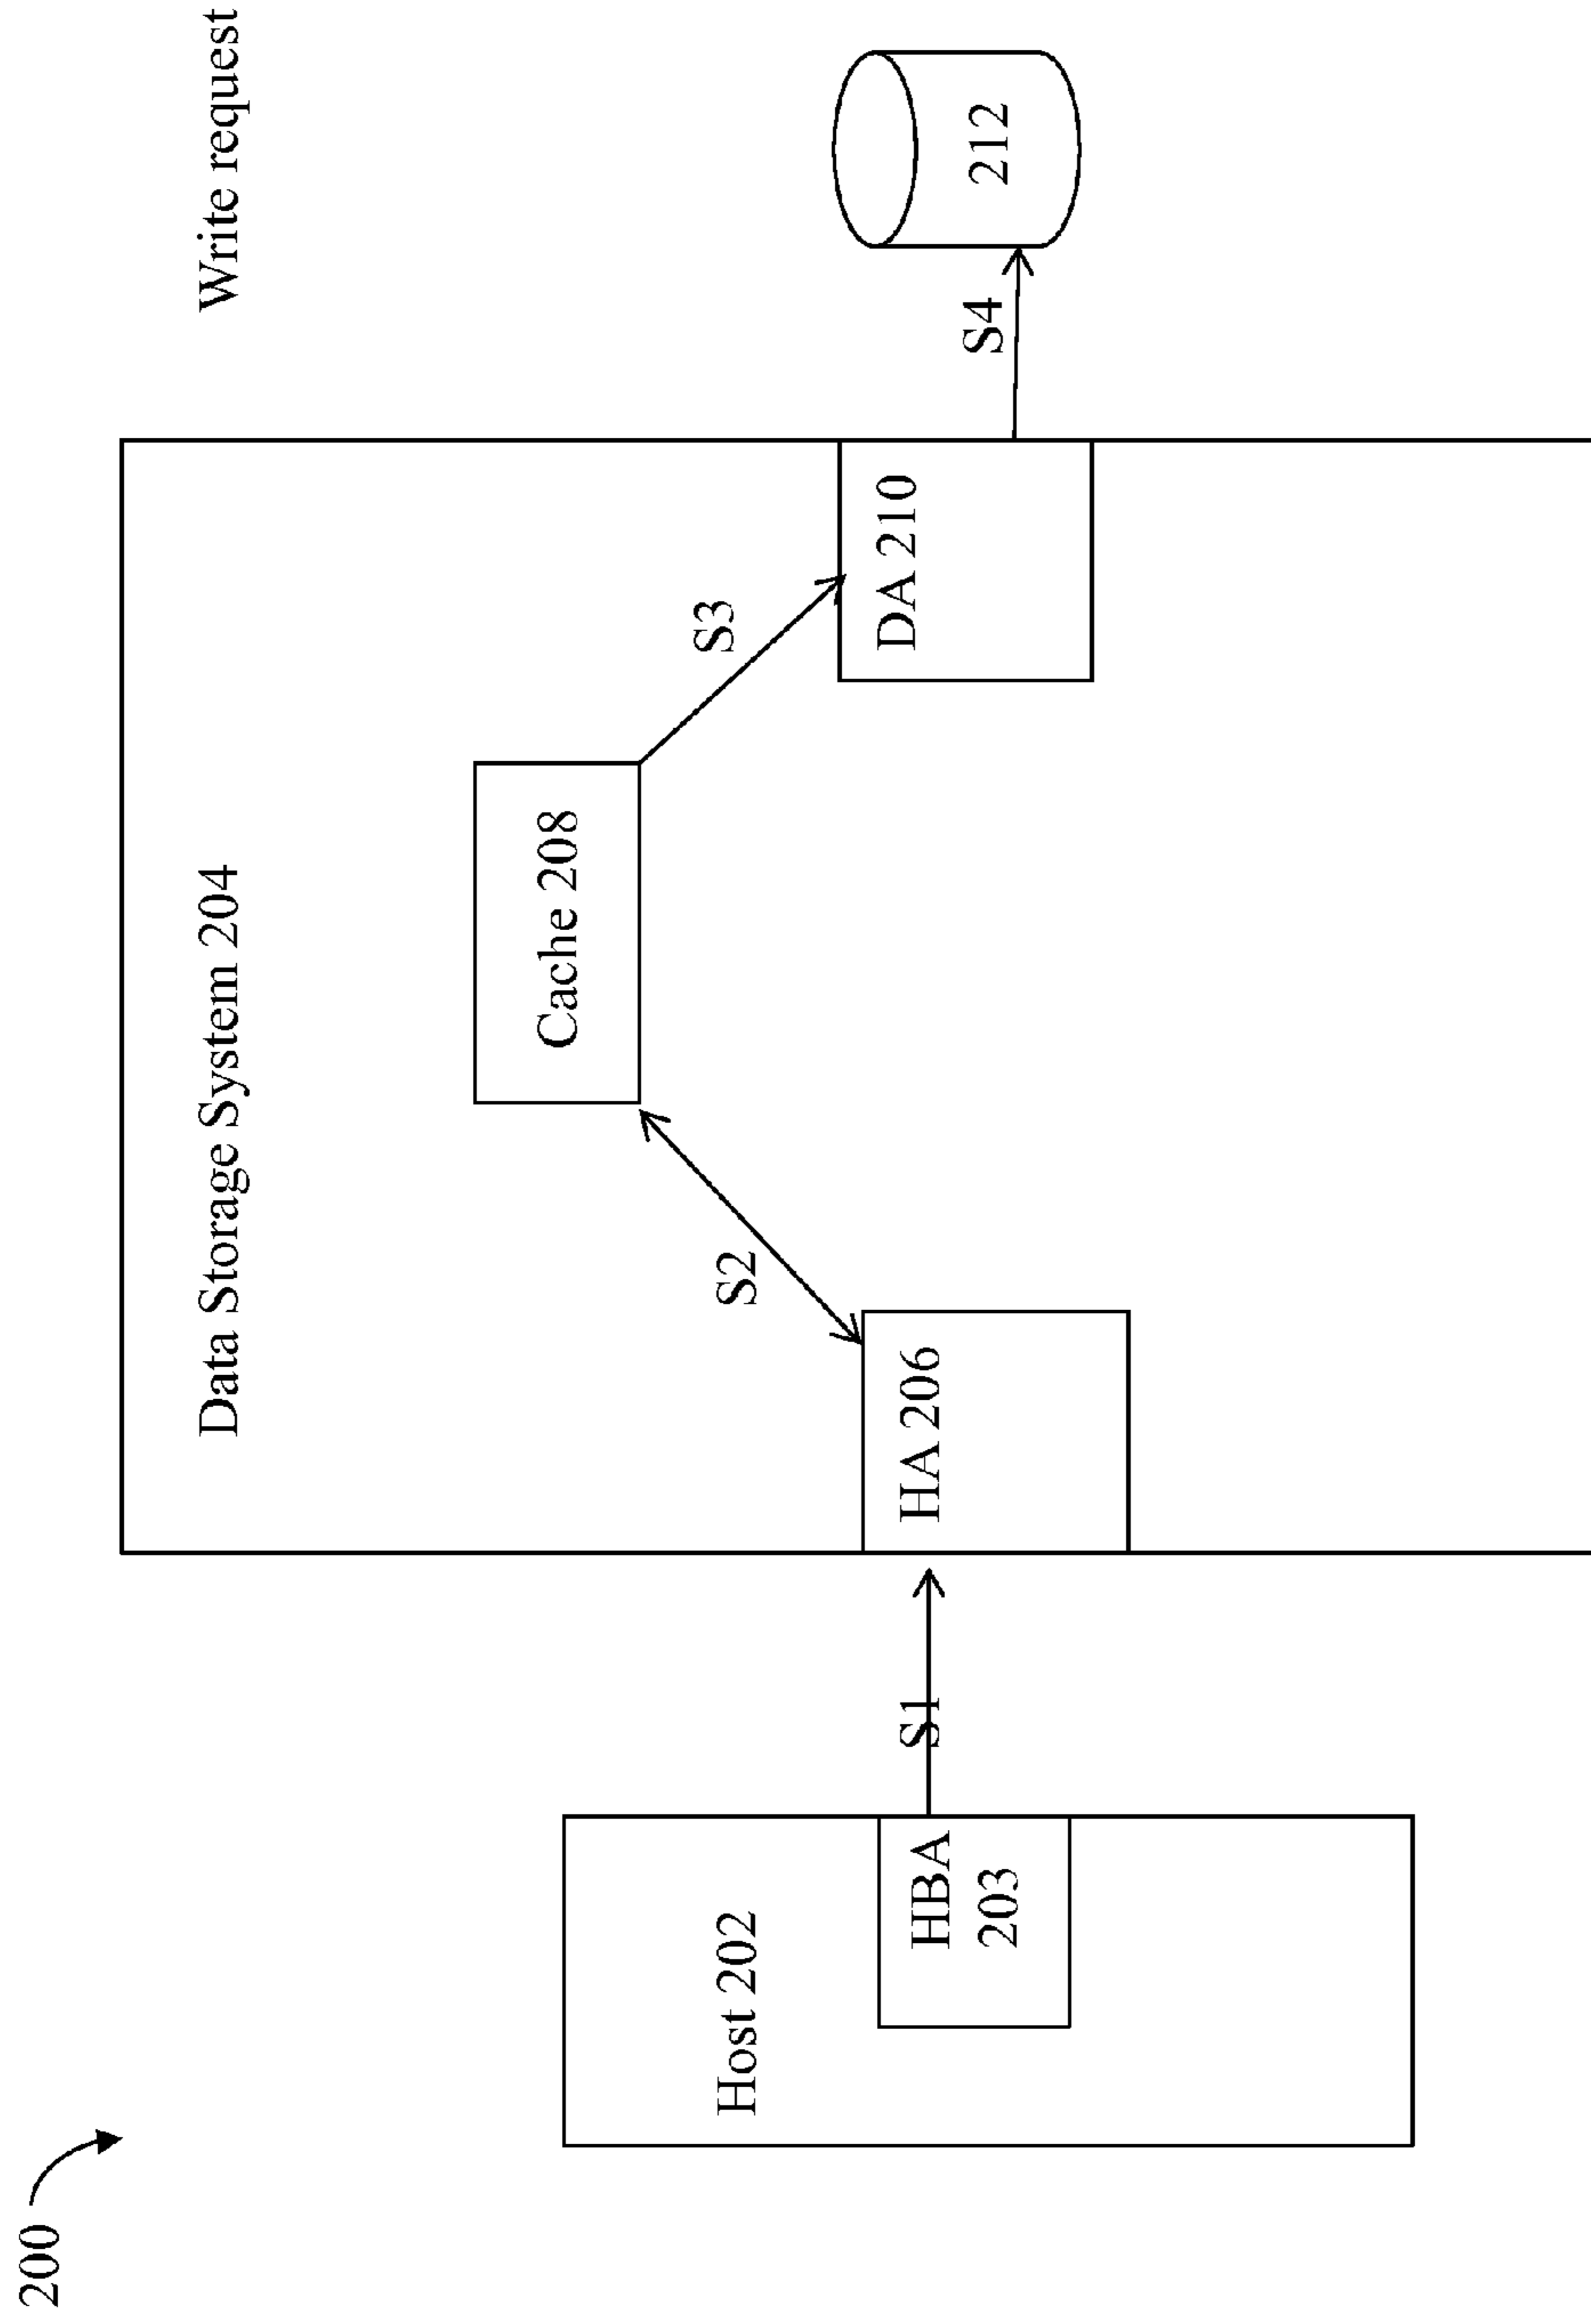 200
Write request
Data Storage System 204
Cache 208
S2
S3
S4
Host 202
HBA
203
S1
HA 206
DA 210
212